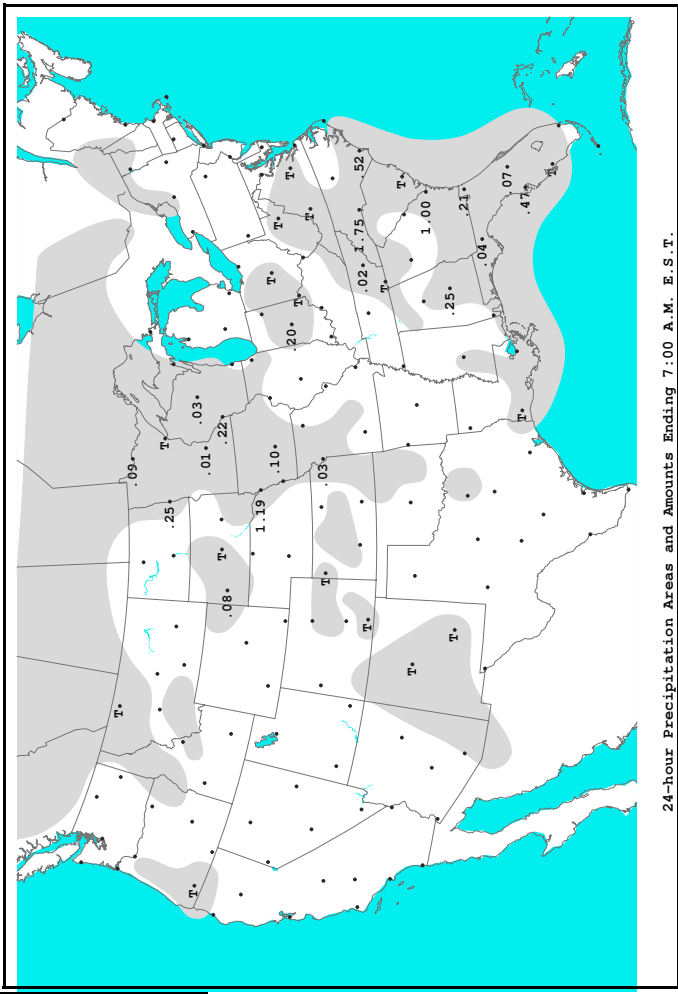 T
.09
T
.25
T
.03
.01
T
.22
.08
1.19
T
.10
T
T
.20
T
T
.03
T
1.75
52
.02
T
T
T
T
1.00
.25
T
.21
.04
.07
T
.47
T
24-hour Precipitation Areas and Amounts Ending 7:00 A.M. E.S.T.